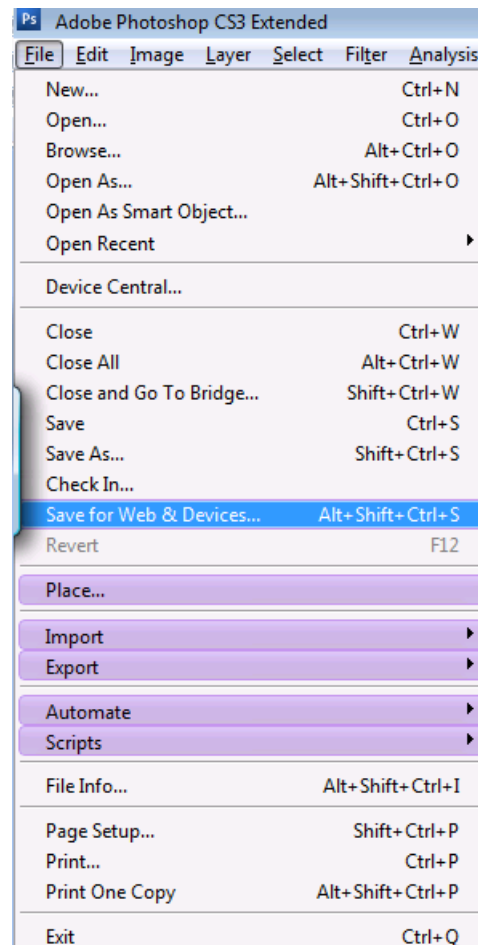 Ps Adobe Photoshop CS3 Extended
File Edit Image Layer Select Filter Analysis
New... Ctrl+N
Open... Ctrl+O
Browse... Alt+Ctrl+O
Open As... Alt+Shift+Ctrl+O
Open As Smart Object...
Open Recent
Device Central...
Close Ctrl+W
Close All Alt+Ctrl+W
Close and Go To Bridge... Shift+Ctrl+W
Save Ctrl+S
Save As... Shift+Ctrl+S
Check In...
Save for Web & Devices... Alt+Shift+Ctrl+S
Revert F12
Place...
Import
Export
Automate
Scripts
File Info... Alt+Shift+Ctrl+I
Page Setup... Shift+Ctrl+P
Print... Ctrl+P
Print One Copy Alt+Shift+Ctrl+P
Exit Ctrl+Q